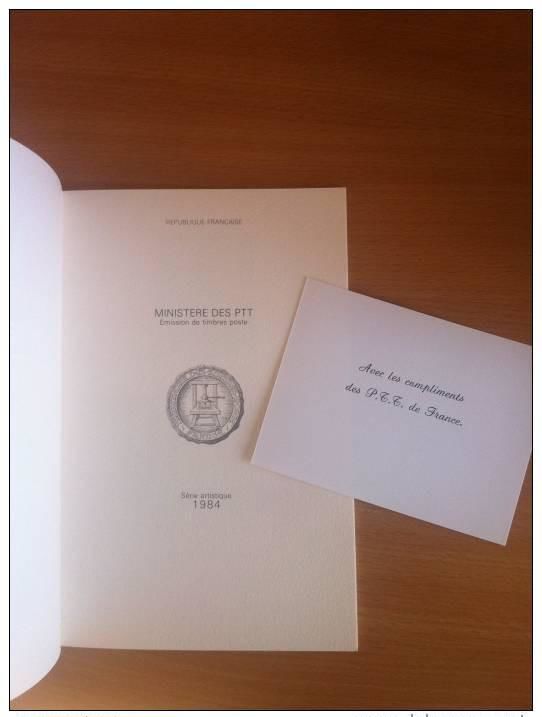 REPUBLIQUE FRANCAISE
MINISTERE DES PTT
Emission de timbres poste
Série artistique
1984
Avec les compliments
des P.T.T. de France.